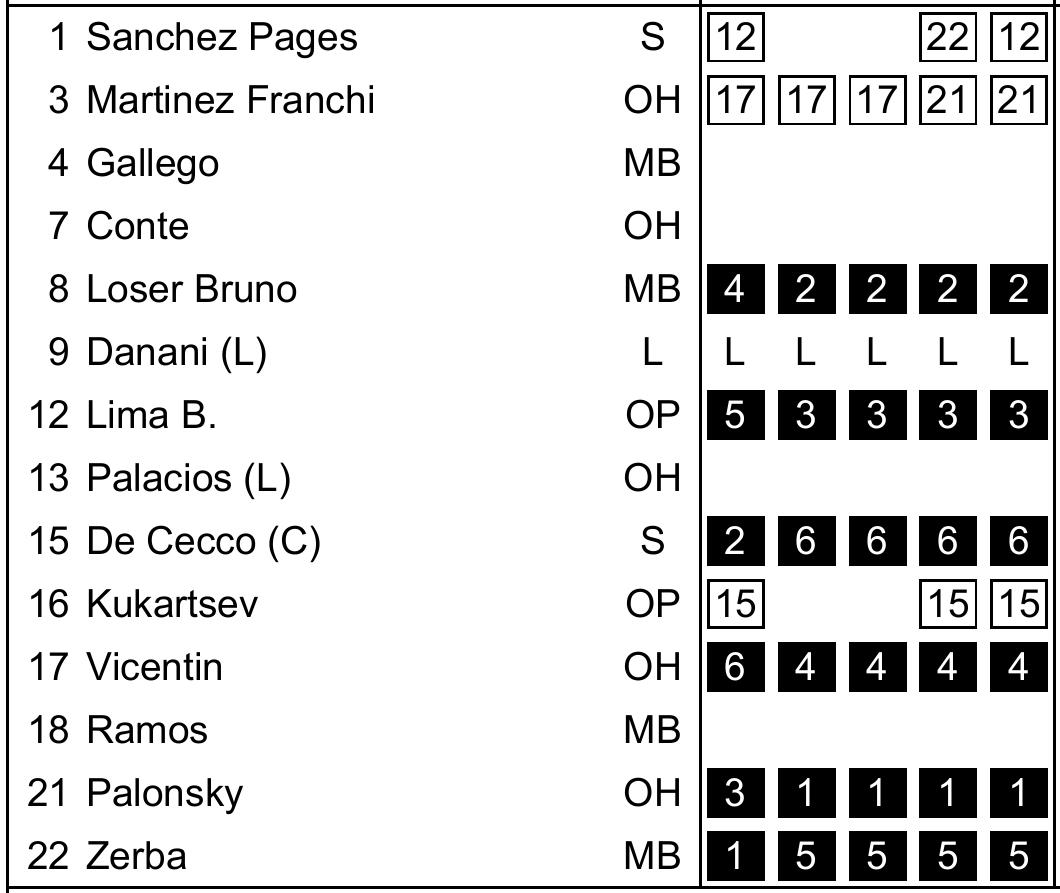 1 Sanchez Pages S 12 22 12
3 Martinez Franchi OH 17 17 17 21 21
4 Gallego MB
7 Conte OH
8 Loser Bruno MB 4 2 2 2 2
9 Danani (L) L L L L L L
12 Lima B. OP 5 3 3 3 3
13 Palacios (L) OH
15 De Cecco (C) S 2 6 6 6 6
16 Kukartsev OP 15 15 15
17 Vicentin OH 6 4 4 4 4
18 Ramos MB
21 Palonsky OH 3 1 1 1 1
22 Zerba MB 1 5 5 5 5